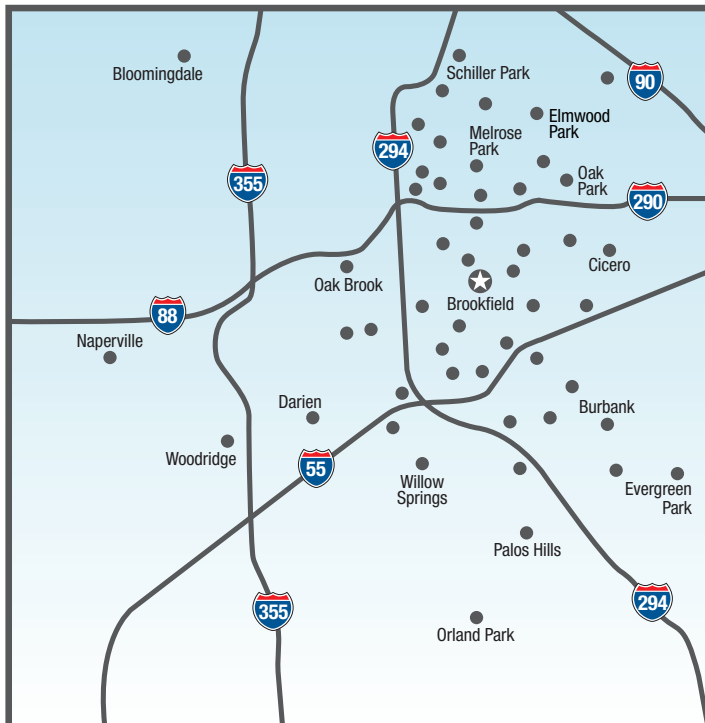 Schiller Park
Bloomingdale
90
Elmwood
Park
Melrose
Park
294
355
Oak
Park
290
Cicero
Oak Brook
Brookfield
88
Naperville
Darien
Burbank
Woodridge
55
Willow
Springs
Evergreen
Park
Palos Hills
355
294
Orland Park